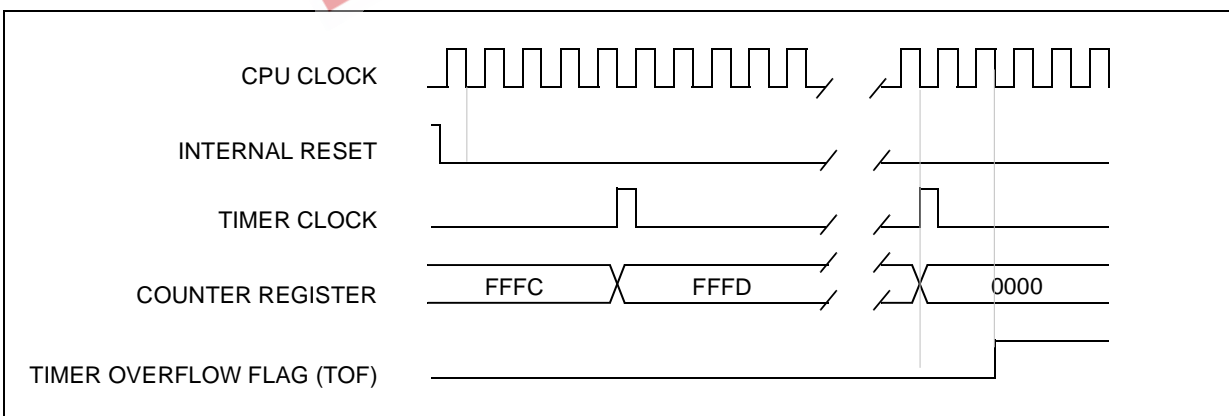 CPU CLOCK
INTERNAL RESET
TIMER CLOCK
COUNTER REGISTER FFFC FFFD 0000
TIMER OVERFLOW FLAG (TOF)